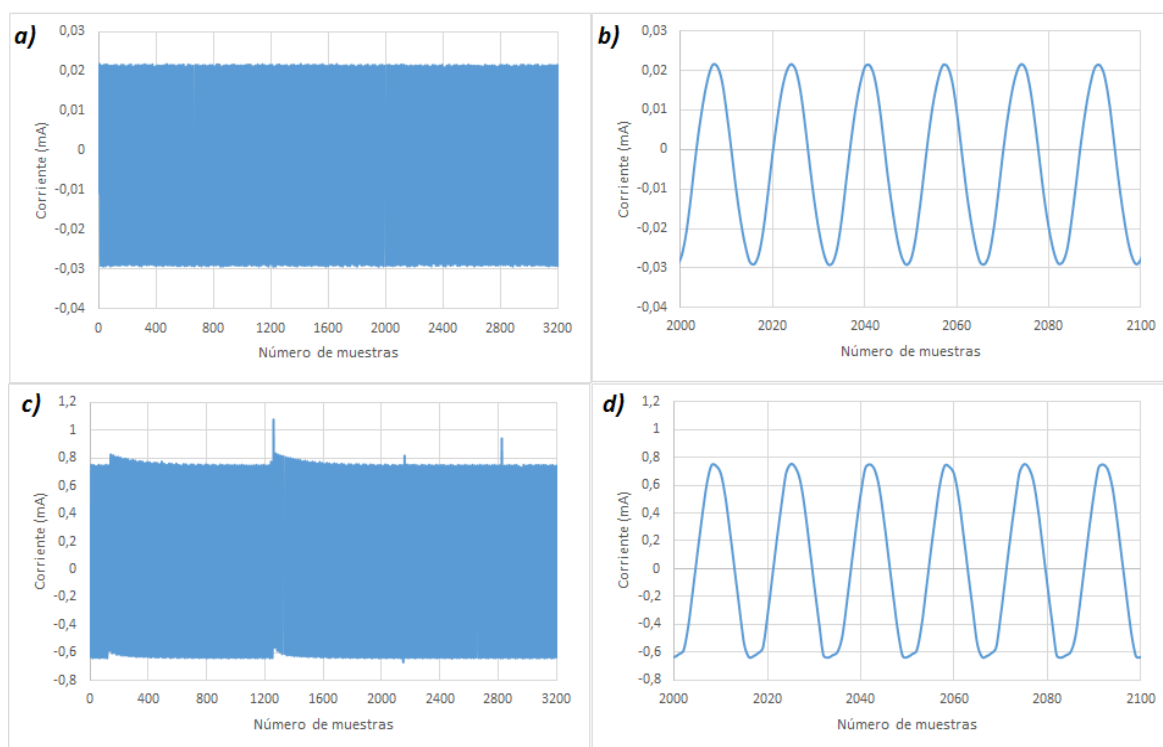 a)
0,03
0,02
0,01
0
-0,01
-0,02
-0,03
-0,04
Corriente (mA)
0 400 800 1200 1600 2000 2400 2800 3200
Número de muestras
b)
0,03
0,02
0,01
0
-0,01
-0,02
-0,03
-0,04
Corriente (mA)
2000 2020 2040 2060 2080 2100
Número de muestras
c)
1,2
1
0,8
0,6
0,4
0,2
0
-0,2
-0,4
-0,6
-0,8
Corriente (mA)
0 400 800 1200 1600 2000 2400 2800 3200
Número de muestras
d)
1,2
1
0,8
0,6
0,4
0,2
0
-0,2
-0,4
-0,6
-0,8
Corriente (mA)
2000 2020 2040 2060 2080 2100
Número de muestras